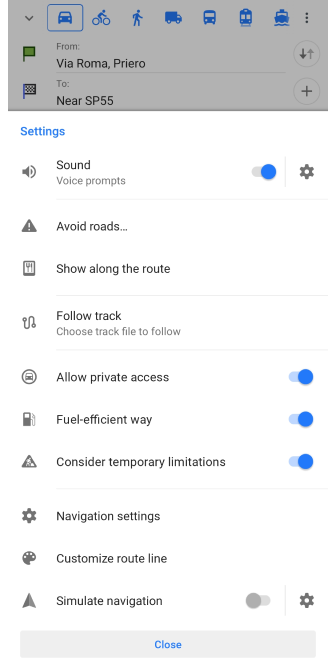 From:
Via Roma, Priero
To:
Near SP55
Settings
Sound
Voice prompts
Avoid roads…
Show along the route
Follow track
Choose track file to follow
Allow private access
Fuel-efficient way
Consider temporary limitations
Navigation settings
Customize route line
Simulate navigation
Close